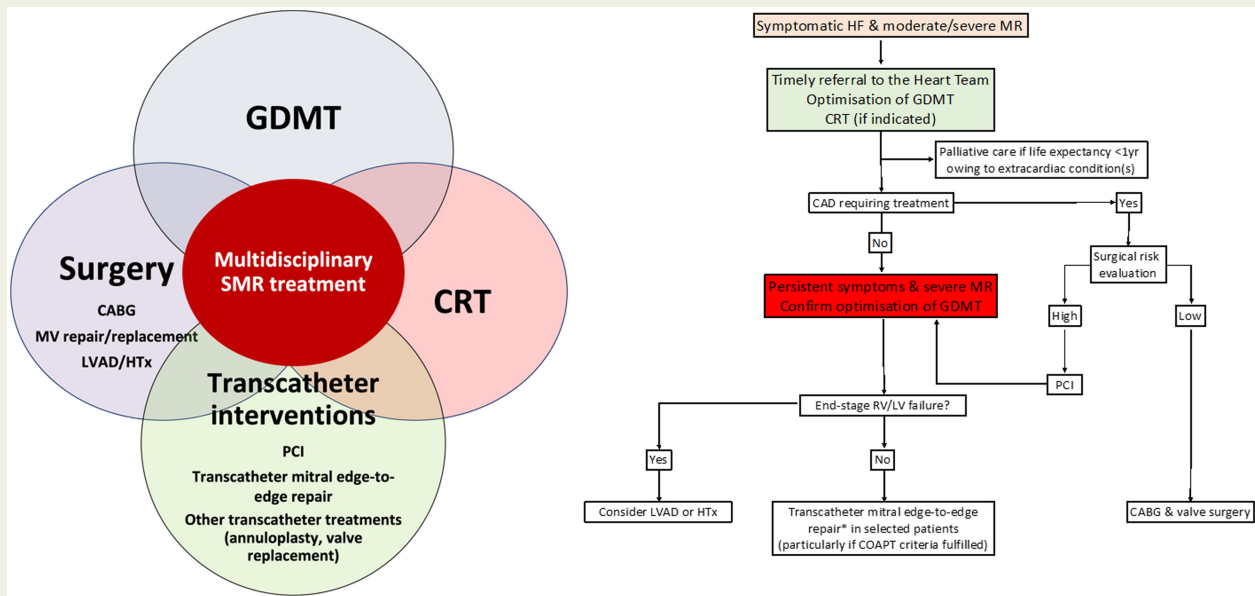 GDMT
Surgery
CABG
MV repair/replacement
LVAD/HTx
Multidisciplinary
SMR treatment
CRT
Transcatheter
interventions
PCI
Transcatheter mitral edge-to-
edge repair
Other transcatheter treatments
(annuloplasty, valve
replacement)
Symptomatic HF & moderate/severe MR
Timely referral to the Heart Team
Optimisation of GDMT
CRT (if indicated)
Palliative care if life expectancy <1yr
owing to extracardiac condition(s)
CAD requiring treatment
Yes
No
Surgical risk
evaluation
Persistent symptoms & severe MR
Confirm optimisation of GDMT
High
Low
PCI
End-stage RV/LV failure?
Yes
No
Consider LVAD or HTx
Transcatheter mitral edge-to-edge
repair* in selected patients
(particularly if COAPT criteria fulfilled)
CABG & valve surgery